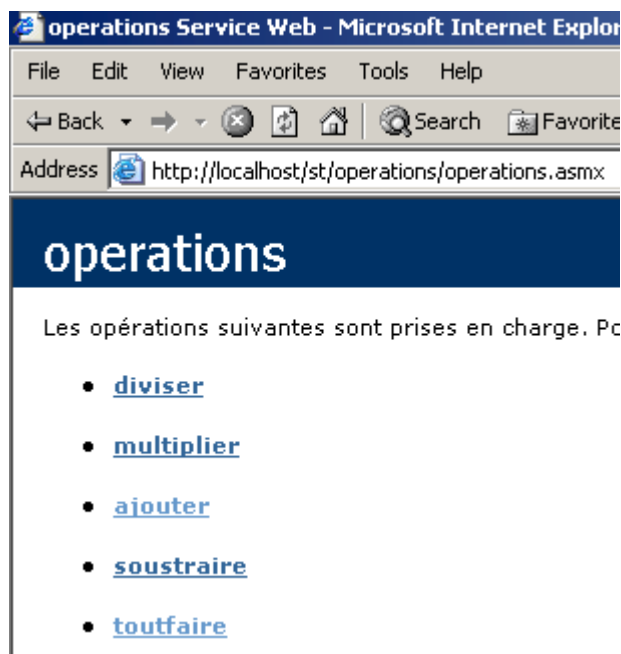 operations Service Web - Microsoft Internet Explor
File Edit View Favorites Tools Help
Back Search Favorite
Address http://localhost/st/operations/operations.asmx
operations
Les opérations suivantes sont prises en charge. Po
diviser
multiplier
ajouter
soustraire
toutfaire